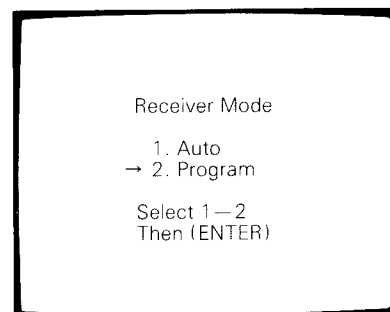 Receiver Mode
1. Auto
→ 2. Program
Select 1—2
Then (ENTER)